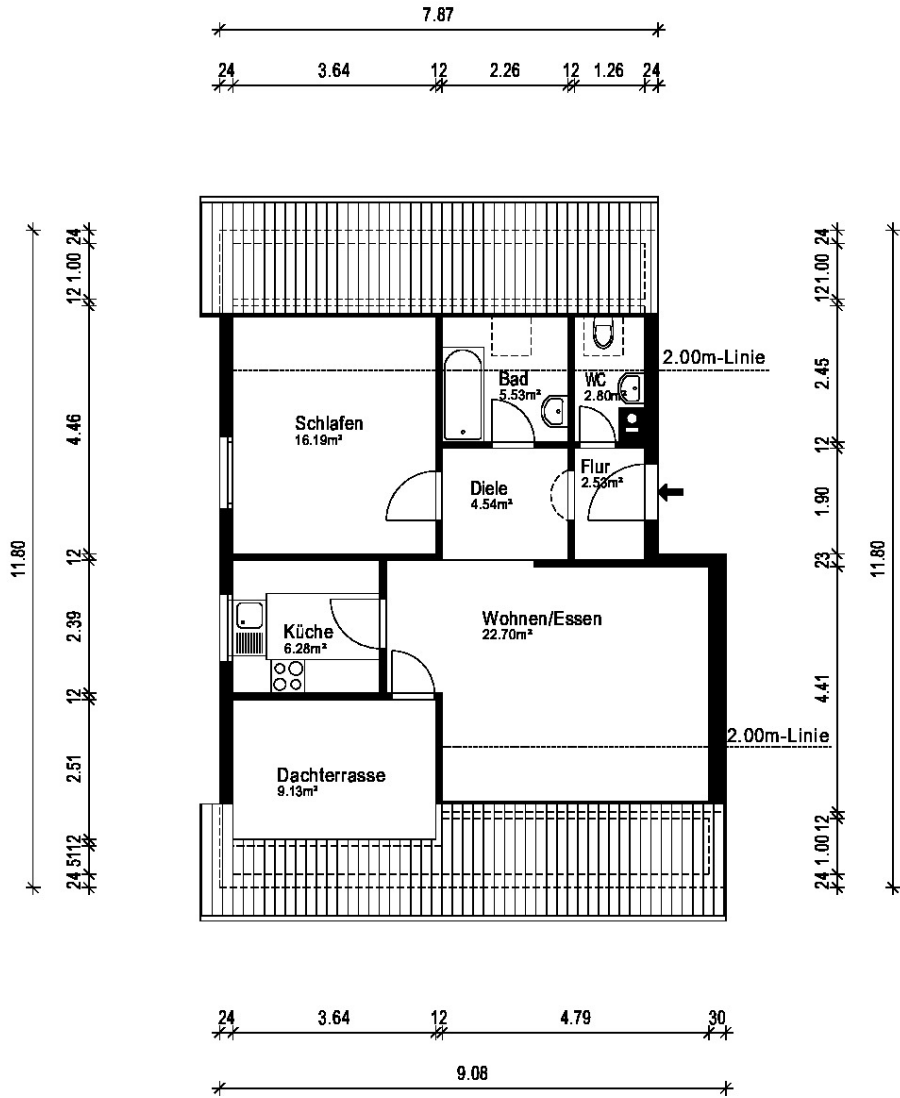 7.87
24 3.64 12 2.26 12 1.26 24
24
1.00
12
4.46
12
2.39
12
2.51
12
51
24
11.80
24
1.00
12
2.45
12
1.90
23
4.41
12
1.00
24
11.80
2.00m-Linie
Bad
5.53m²
WC
2.80m²
Schlafen
16.19m²
Flur
2.53m²
Diele
4.54m²
Wohnen/Essen
22.70m²
Küche
6.28m²
2.00m-Linie
Dachterrasse
9.13m²
24 3.64 12 4.79 30
9.08